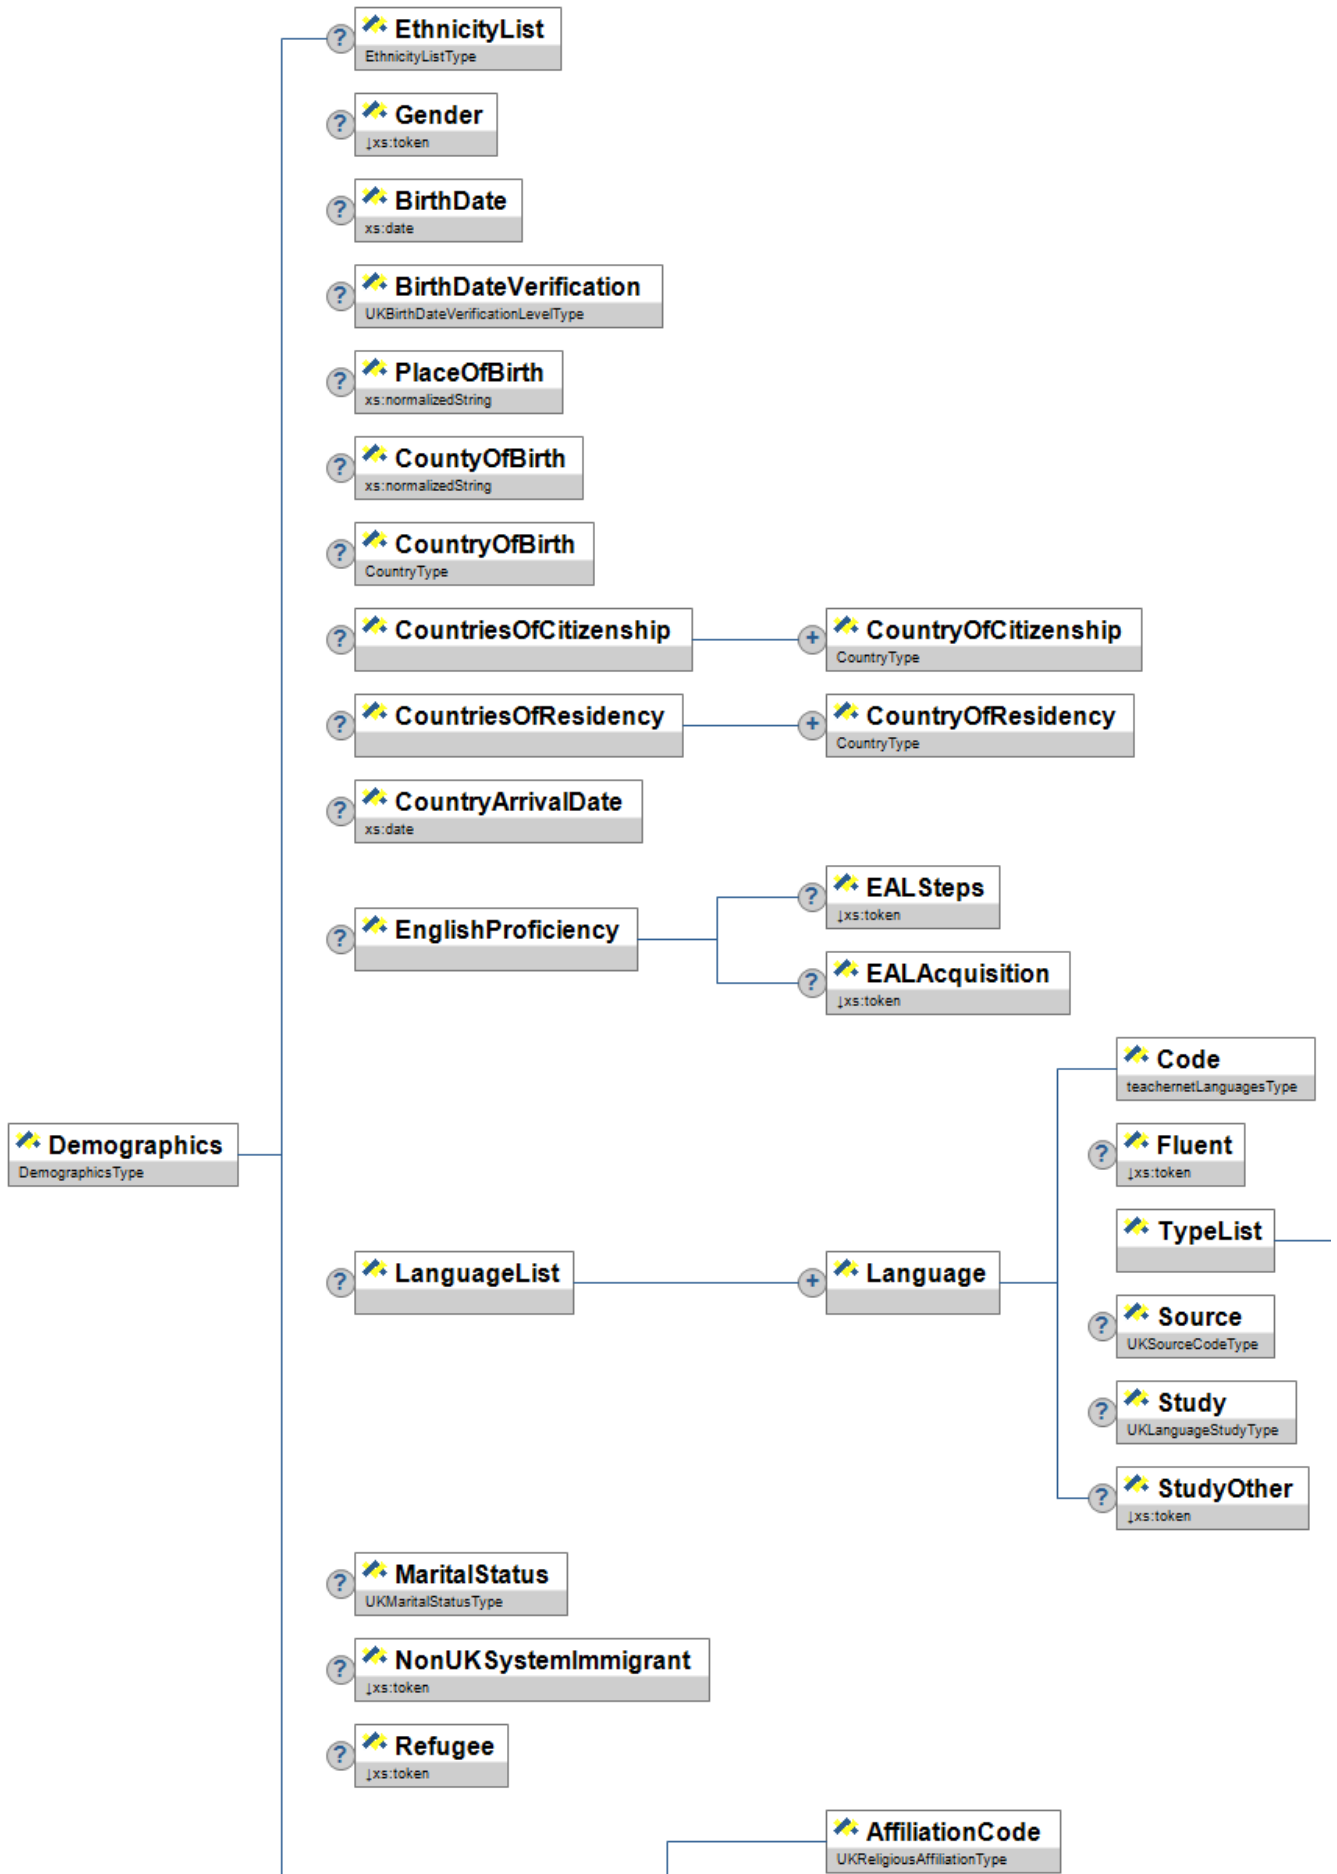 ?
EthnicityList
EthnicityListType
?
Gender
↓xs:token
?
BirthDate
xs:date
?
BirthDateVerification
UKBirthDateVerificationLevelType
?
PlaceOfBirth
xs:normalizedString
?
CountyOfBirth
xs:normalizedString
?
CountryOfBirth
CountryType
?
CountriesOfCitizenship
+
CountryOfCitizenship
CountryType
?
CountriesOfResidency
+
CountryOfResidency
CountryType
?
CountryArrivalDate
xs:date
?
EnglishProficiency
?
EALSteps
↓xs:token
?
EALAcquisition
↓xs:token
Demographics
DemographicsType
?
LanguageList
+
Language
Code
teachernetLanguagesType
?
Fluent
↓xs:token
TypeList
?
Source
UKSourceCodeType
?
Study
UKLanguageStudyType
?
StudyOther
↓xs:token
?
MaritalStatus
UKMaritalStatusType
?
NonUKSystemImmigrant
↓xs:token
?
Refugee
↓xs:token
AffiliationCode
UKReligiousAffiliationType